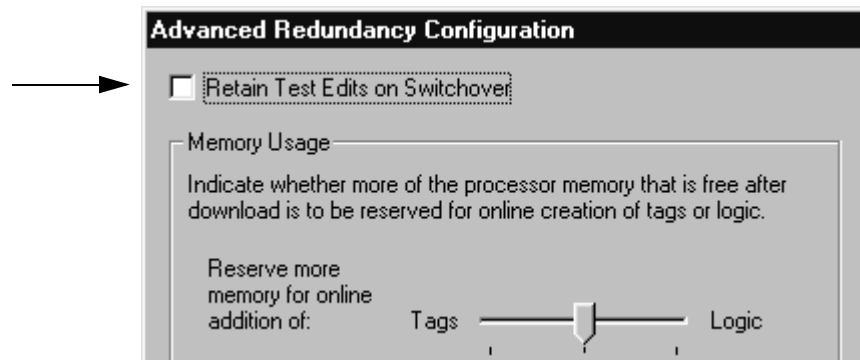 Advanced Redundancy Configuration
Retain Test Edits on Switchover
Memory Usage
Indicate whether more of the processor memory that is free after
download is to be reserved for online creation of tags or logic.
Reserve more
memory for online
addition of:
Tags
Logic